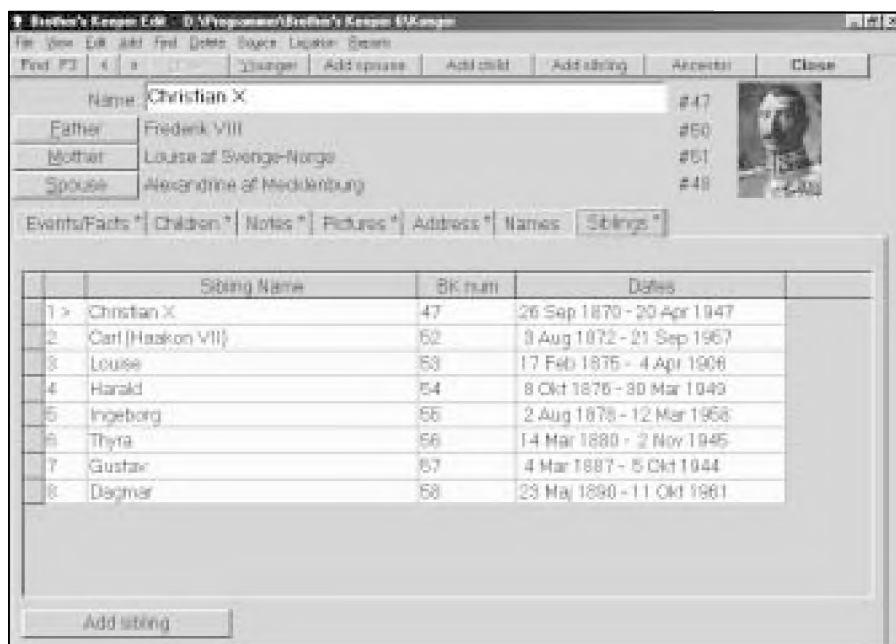 Brother's Keeper Edit - D:\Programmer\Brother's Keeper 6\Konger
File View Edit Add Find Delete Source Location Reports
Find F3 < > Younger Add spouse Add child Add sibling Ancestor Close
Name Christian X #47
Father Frederik VIII #50
Mother Louise af Sverige-Norge #51
Spouse Alexandrine af Mecklenburg #48
Events/Facts * Children * Notes * Pictures * Address * Names Siblings *
Sibling Name BK num Dates
1 > Christian X 47 26 Sep 1870 - 20 Apr 1947
2 Carl (Haakon VII) 52 3 Aug 1872 - 21 Sep 1957
3 Louise 53 17 Feb 1875 - 4 Apr 1906
4 Harald 54 8 Okt 1876 - 30 Mar 1949
5 Ingeborg 55 2 Aug 1878 - 12 Mar 1958
6 Thyra 56 14 Mar 1880 - 2 Nov 1945
7 Gustav 57 4 Mar 1887 - 5 Okt 1944
8 Dagmar 58 23 Maj 1890 - 11 Okt 1961
Add sibling